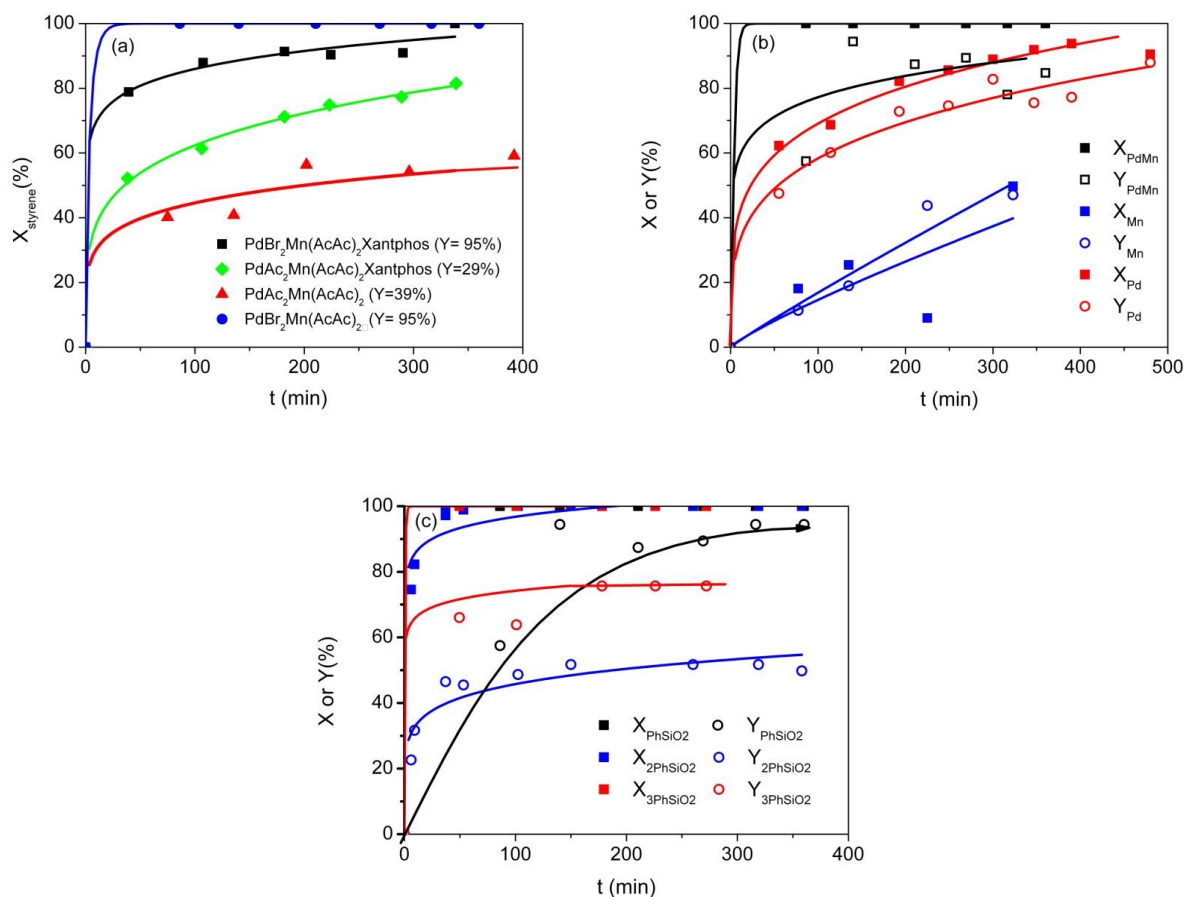 (a)
X_styrene(%)
100
80
60
40
20
0
PdBr₂Mn(AcAc)₂Xantphos (Y= 95%)
PdAc₂Mn(AcAc)₂Xantphos (Y=29%)
PdAc₂Mn(AcAc)₂ (Y=39%)
PdBr₂Mn(AcAc)₂□ (Y= 95%)
0 100 200 300 400
t (min)
(b)
X or Y(%)
100
80
60
40
20
0
X_PdMn
Y_PdMn
X_Mn
Y_Mn
X_Pd
Y_Pd
0 100 200 300 400 500
t (min)
(c)
X or Y(%)
100
80
60
40
20
0
X_PhSiO2 Y_PhSiO2
X_2PhSiO2 Y_2PhSiO2
X_3PhSiO2 Y_3PhSiO2
0 100 200 300 400
t (min)